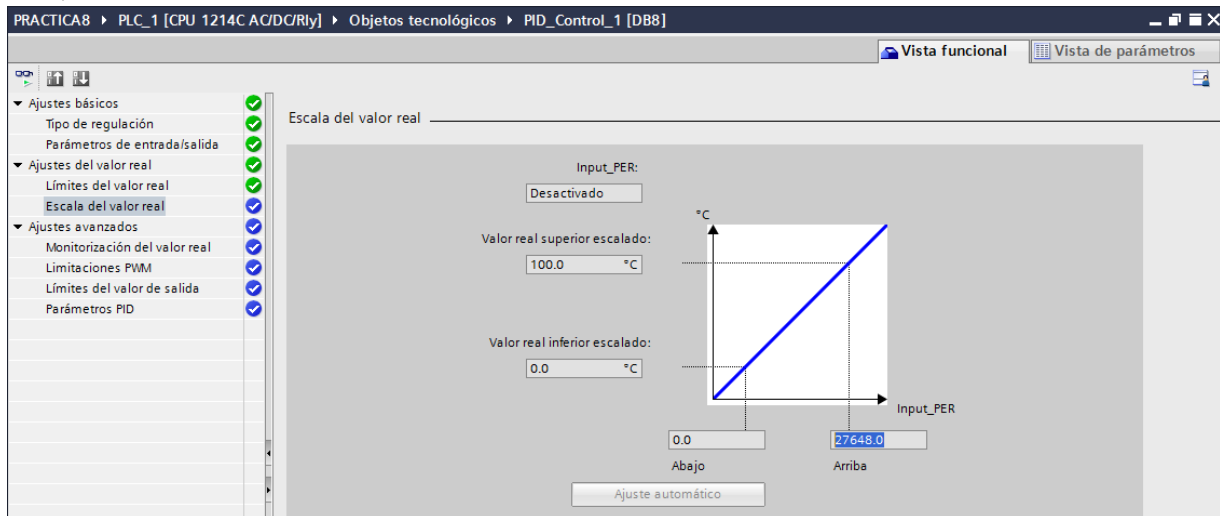 PRACTICA8 ▸ PLC_1 [CPU 1214C AC/DC/Rly] ▸ Objetos tecnológicos ▸ PID_Control_1 [DB8]
Vista funcional
Vista de parámetros
Ajustes básicos
Tipo de regulación
Parámetros de entrada/salida
Ajustes del valor real
Límites del valor real
Escala del valor real
Ajustes avanzados
Monitorización del valor real
Limitaciones PWM
Límites del valor de salida
Parámetros PID
Escala del valor real
Input_PER:
Desactivado
°C
Valor real superior escalado:
100.0 °C
Valor real inferior escalado:
0.0 °C
Input_PER
0.0
27648.0
Abajo
Arriba
Ajuste automático